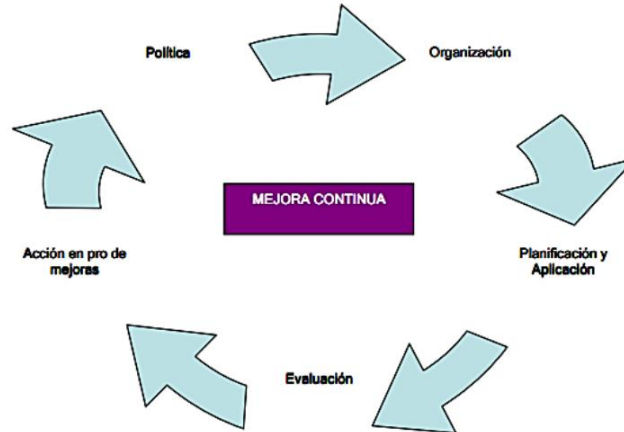 Política
Organización
MEJORA CONTINUA
Acción en pro de
mejoras
Planificación y
Aplicación
Evaluación